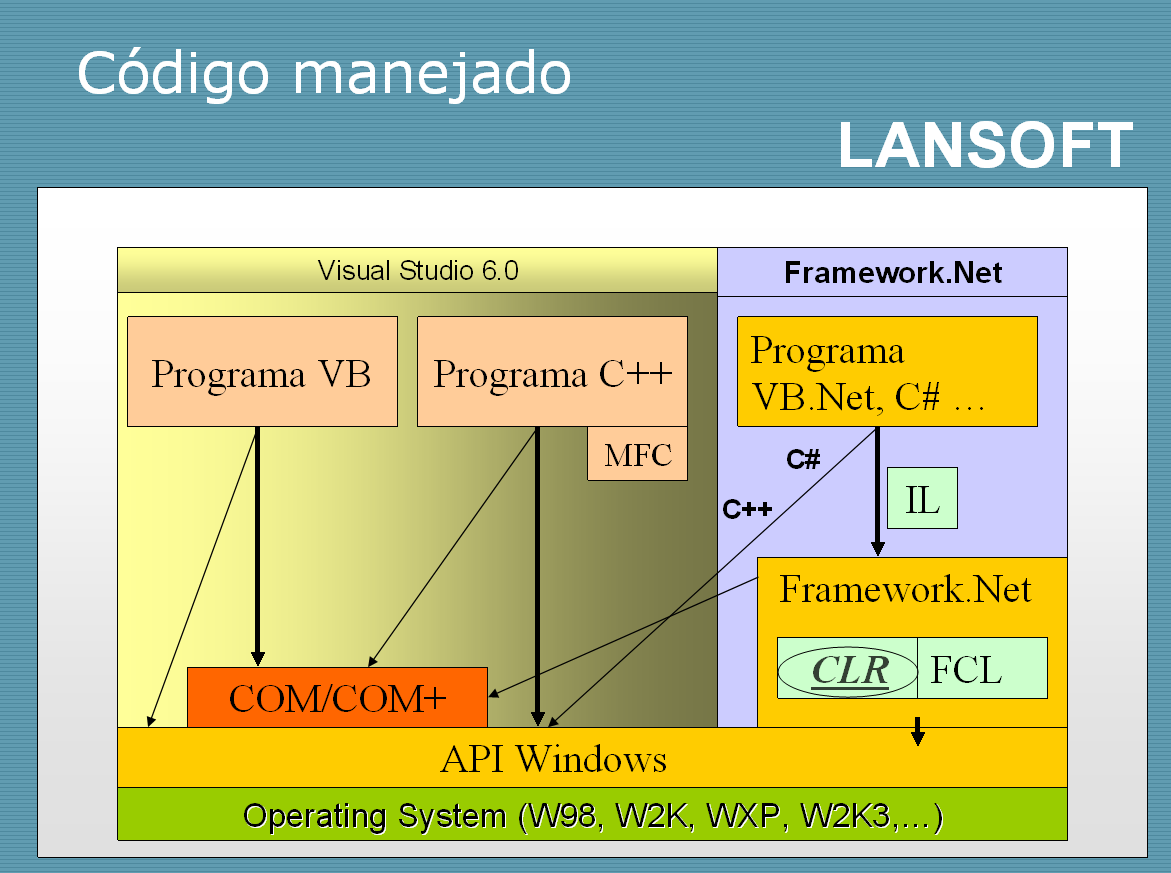 Código manejado
LANSOFT
Visual Studio 6.0
Framework.Net
Programa VB
Programa C++
Programa
VB.Net, C# …
MFC
C#
C++
IL
Framework.Net
CLR
FCL
COM/COM+
API Windows
Operating System (W98, W2K, WXP, W2K3,…)